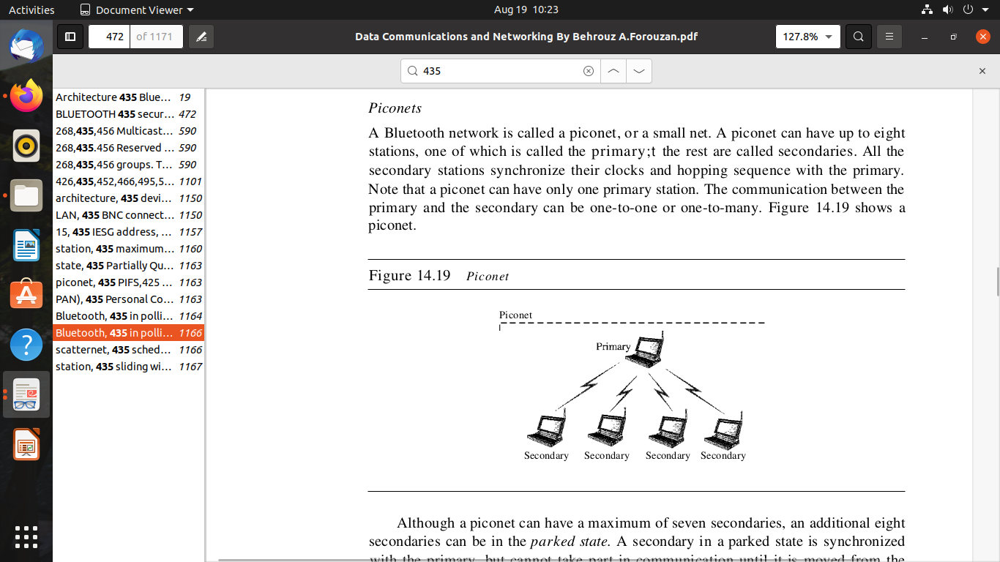 Activities
Document Viewer
Aug 19 10:23
472 of 1171
Data Communications and Networking By Behrouz A.Forouzan.pdf
127.8%
435
Architecture 435 Blue... 19
BLUETOOTH 435 secur... 472
268,435,456 Multicast... 590
268,435.456 Reserved ... 590
268,435,456 groups. T... 590
426,435,452,466,495,5... 1101
architecture, 435 devi... 1150
LAN, 435 BNC connect... 1150
15, 435 IESG address, ... 1157
station, 435 maximum... 1160
state, 435 Partially Qu... 1163
piconet, 435 PIFS,425 ... 1163
PAN), 435 Personal Co... 1163
Bluetooth, 435 in polli... 1164
Bluetooth, 435 in polli... 1166
scatternet, 435 sched... 1166
station, 435 sliding wi... 1167
Piconets
A Bluetooth network is called a piconet, or a small net. A piconet can have up to eight
stations, one of which is called the primary;t the rest are called secondaries. All the
secondary stations synchronize their clocks and hopping sequence with the primary.
Note that a piconet can have only one primary station. The communication between the
primary and the secondary can be one-to-one or one-to-many. Figure 14.19 shows a
piconet.
Figure 14.19 Piconet
Piconet
Primary
Secondary Secondary Secondary Secondary
Although a piconet can have a maximum of seven secondaries, an additional eight
secondaries can be in the parked state. A secondary in a parked state is synchronized
with the primary, but cannot take part in communication until it is moved from the